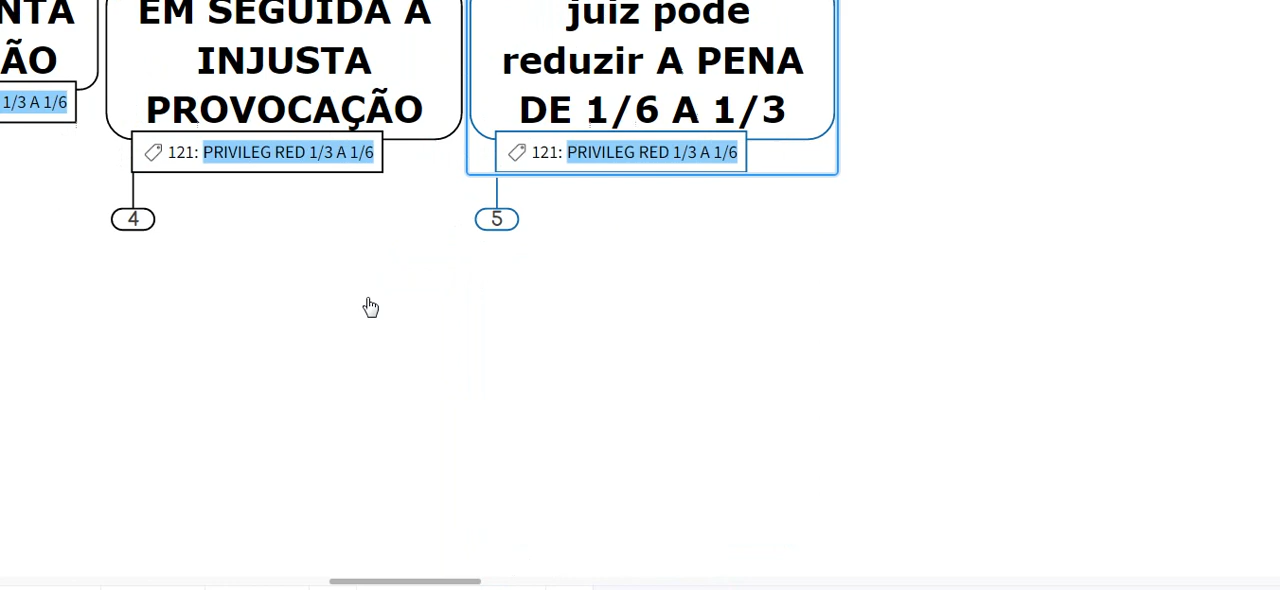 NTA
ÃO
1/3 A 1/6
EM SEGUIDA A
INJUSTA
PROVOCAÇÃO
121: PRIVILEG RED 1/3 A 1/6
4
juiz pode
reduzir A PENA
DE 1/6 A 1/3
121: PRIVILEG RED 1/3 A 1/6
5